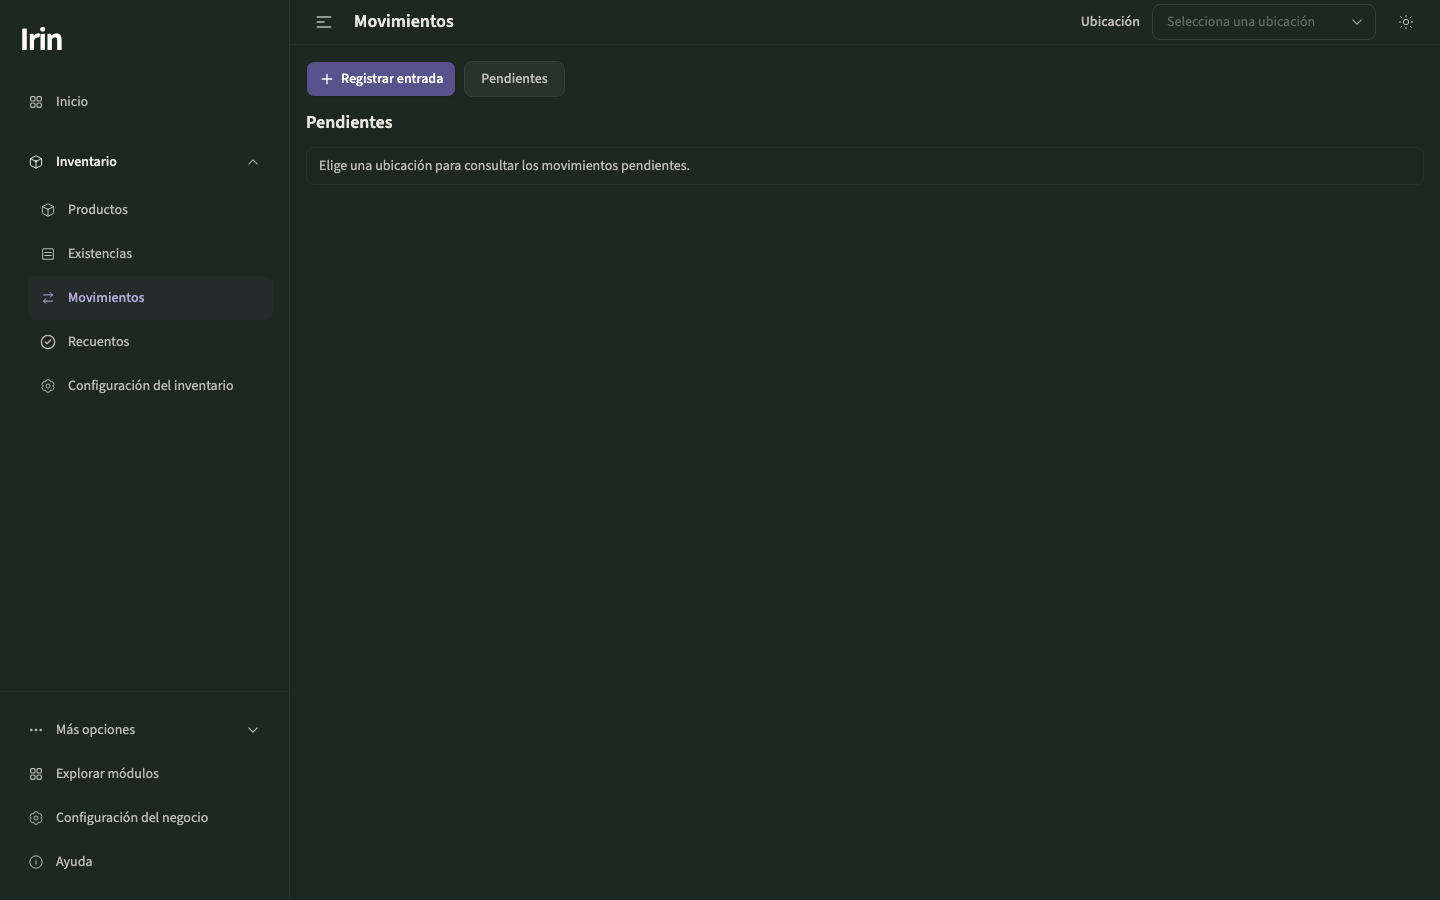 Irin
Inicio
Inventario
Productos
Existencias
Movimientos
Recuentos
Configuración del inventario
Más opciones
Explorar módulos
Configuración del negocio
Ayuda
Movimientos
Ubicación
Selecciona una ubicación
Registrar entrada
Pendientes
Pendientes
Elige una ubicación para consultar los movimientos pendientes.